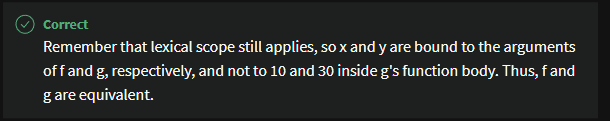 Correct
Remember that lexical scope still applies, so x and y are bound to the arguments
of f and g, respectively, and not to 10 and 30 inside g's function body. Thus, f and
g are equivalent.